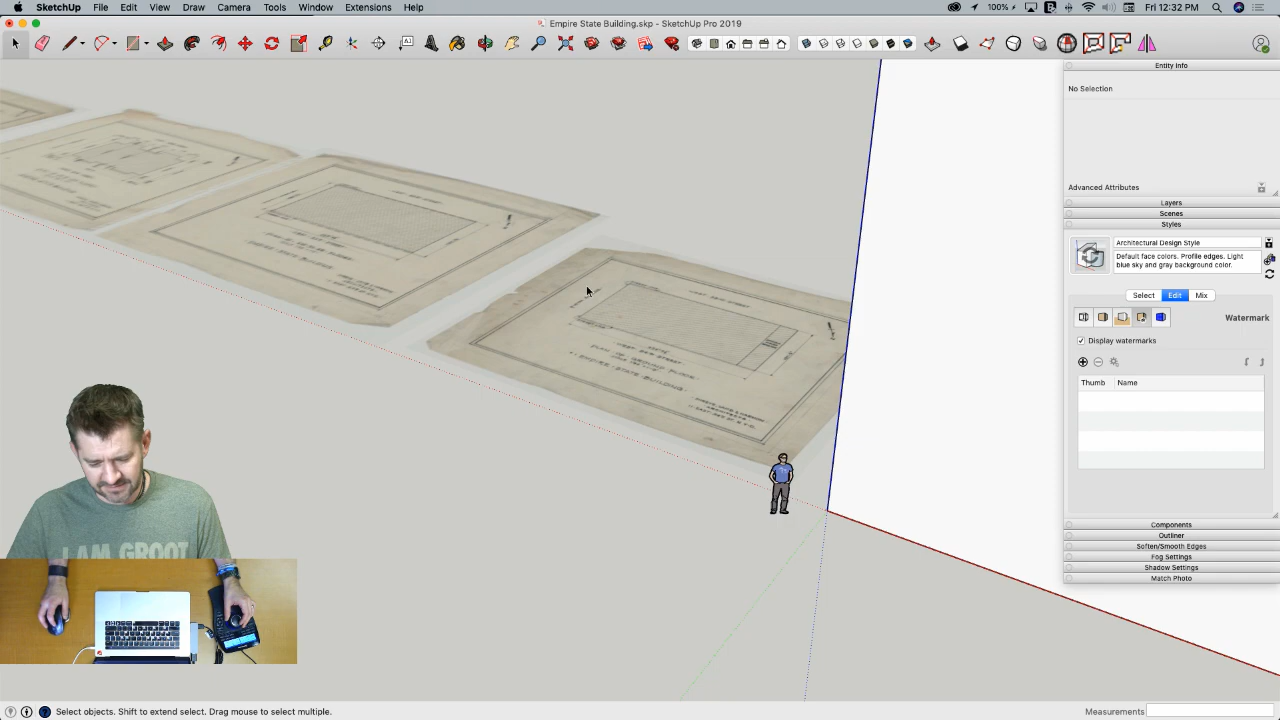 SketchUp File Edit View Draw Camera Tools Window Extensions Help
100% Fri 12:32 PM
Empire State Building.skp - SketchUp Pro 2019
Entity Info
No Selection
Advanced Attributes
Layers
Scenes
Styles
Architectural Design Style
Default face colors. Profile edges. Light
blue sky and gray background color.
Select Edit Mix
Watermark
Display watermarks
Thumb Name
Components
Outliner
Soften/Smooth Edges
Fog Settings
Shadow Settings
Match Photo
EMPIRE STATE BUILDING
I AM GROOT
Select objects. Shift to extend select. Drag mouse to select multiple.
Measurements